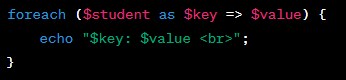 foreach ($student as $key => $value) {
    echo "$key: $value <br>";
}